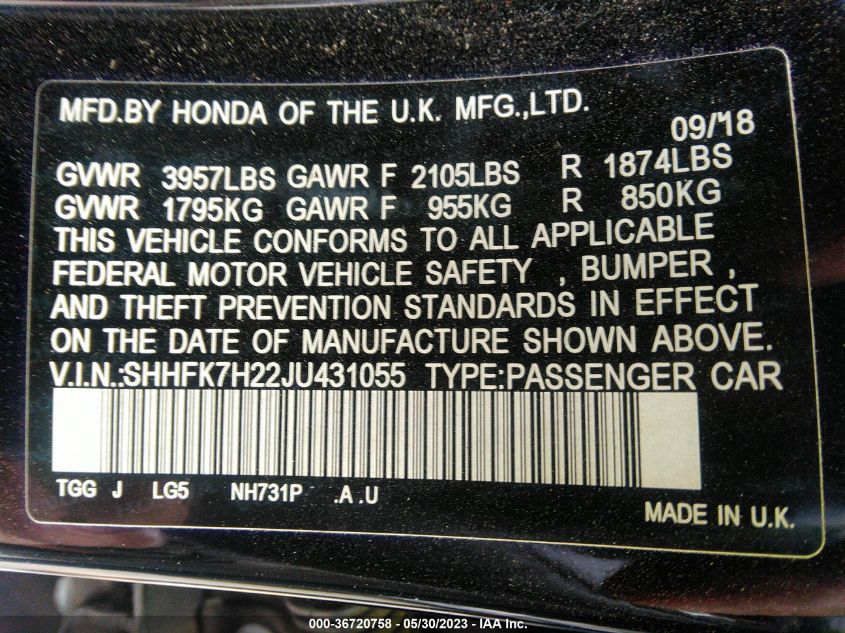 MFD.BY HONDA OF THE U.K. MFG.,LTD.
09/18
GVWR 3957LBS GAWR F 2105LBS R 1874LBS
GVWR 1795KG GAWR F 955KG R 850KG
THIS VEHICLE CONFORMS TO ALL APPLICABLE
FEDERAL MOTOR VEHICLE SAFETY , BUMPER ,
AND THEFT PREVENTION STANDARDS IN EFFECT
ON THE DATE OF MANUFACTURE SHOWN ABOVE.
V.I.N.:SHHFK7H22JU431055 TYPE:PASSENGER CAR
TGG J LG5 NH731P .A .U
MADE IN U.K.
000-36720758 - 05/30/2023 - IAA Inc.